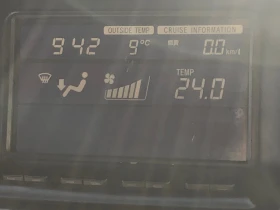 OUTSIDE TEMP CRUISE INFORMATION
9:42 9°C 0.0 km/l
TEMP
24.0